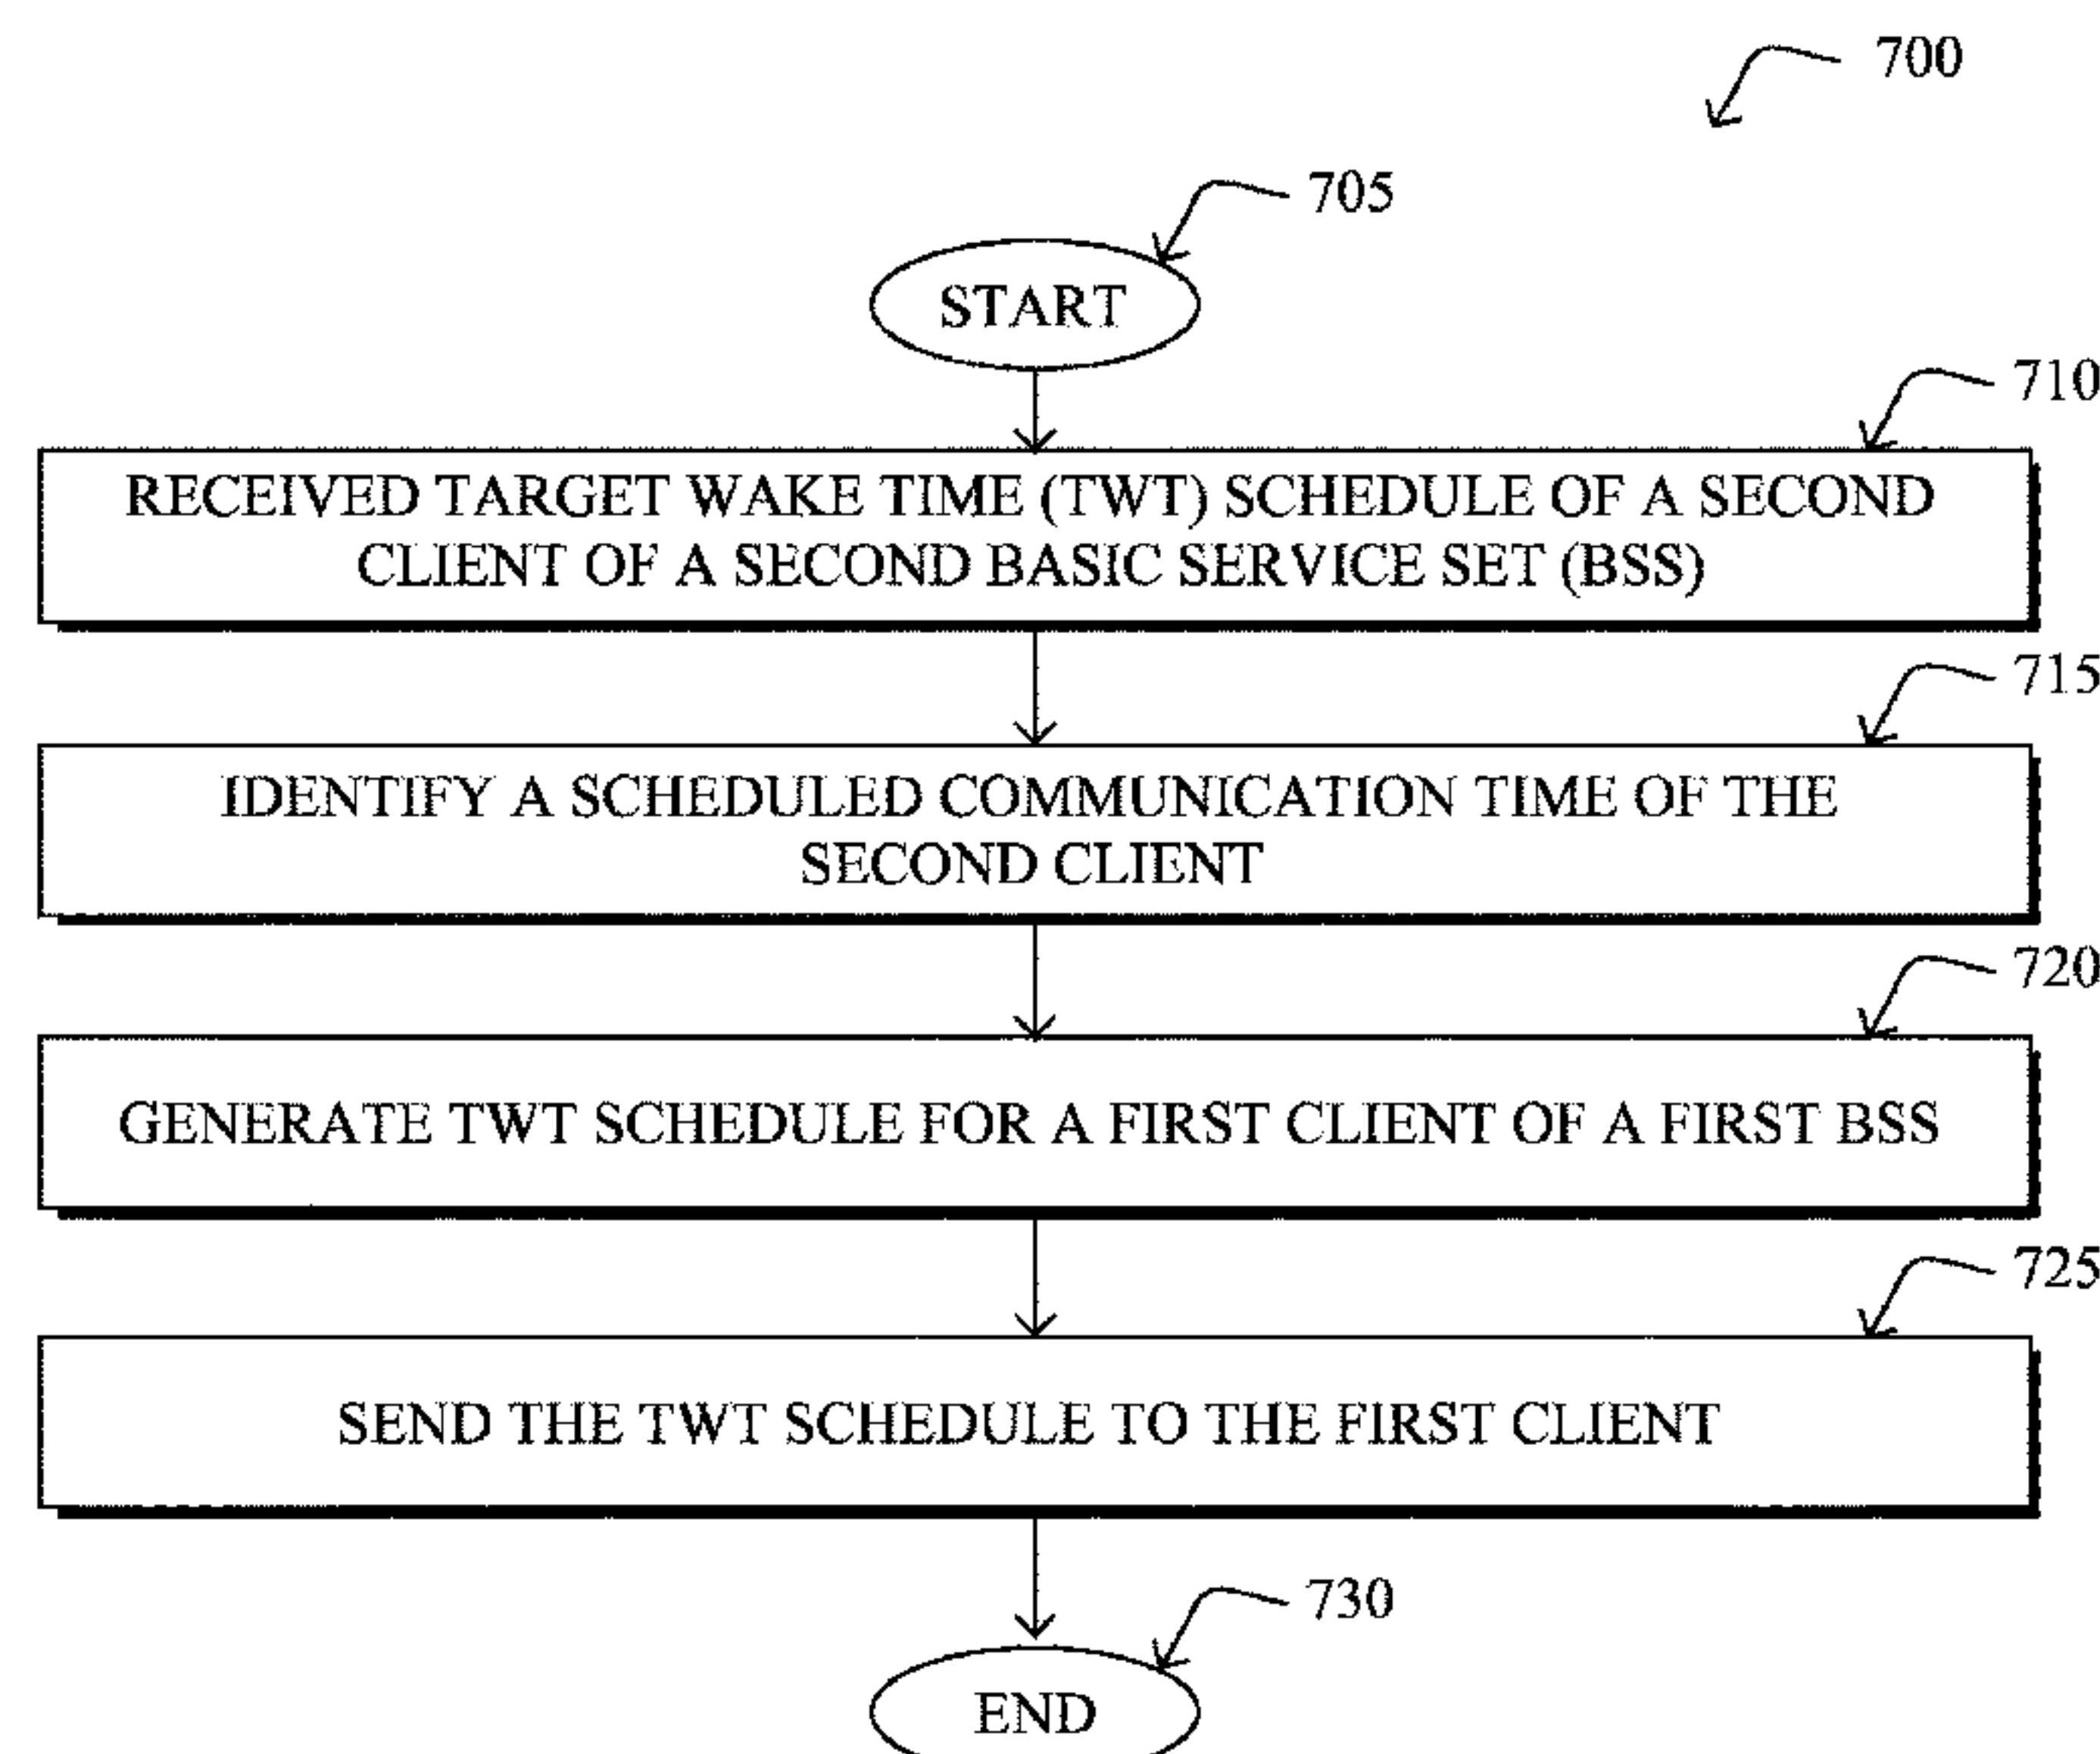 700
705
START
710
RECEIVED TARGET WAKE TIME (TWT) SCHEDULE OF A SECOND
CLIENT OF A SECOND BASIC SERVICE SET (BSS)
715
IDENTIFY A SCHEDULED COMMUNICATION TIME OF THE
SECOND CLIENT
720
GENERATE TWT SCHEDULE FOR A FIRST CLIENT OF A FIRST BSS
725
SEND THE TWT SCHEDULE TO THE FIRST CLIENT
730
END